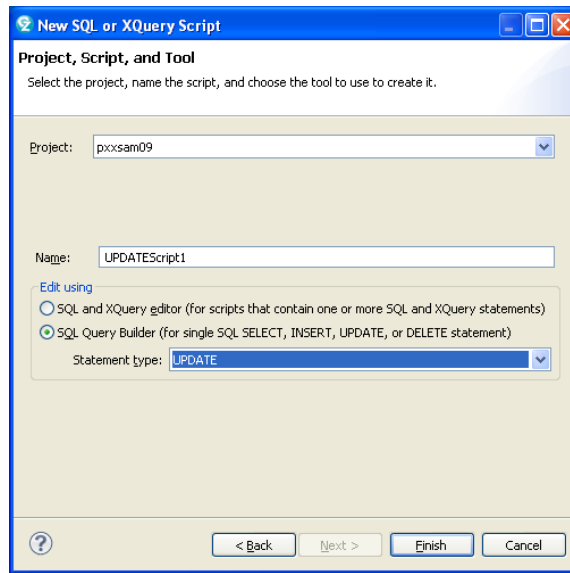 New SQL or XQuery Script
Project, Script, and Tool
Select the project, name the script, and choose the tool to use to create it.
Project: pxxsam09
Name: UPDATEScript1
Edit using
SQL and XQuery editor (for scripts that contain one or more SQL and XQuery statements)
SQL Query Builder (for single SQL SELECT, INSERT, UPDATE, or DELETE statement)
Statement type: UPDATE
? < Back Next > Finish Cancel